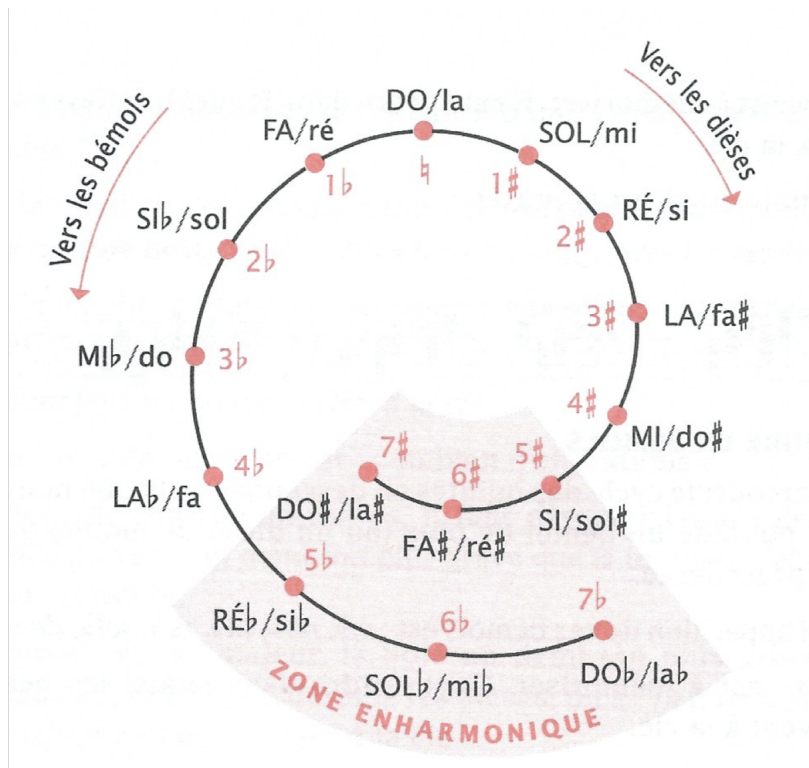 Vers les bémols
Vers les dièses
DO/la
♮
SOL/mi
1♯
RÉ/si
2♯
LA/fa♯
3♯
MI/do♯
4♯
SI/sol♯
5♯
FA♯/ré♯
6♯
DO♯/la♯
7♯
FA/ré
1♭
SI♭/sol
2♭
MI♭/do
3♭
LA♭/fa
4♭
RÉ♭/si♭
5♭
SOL♭/mi♭
6♭
DO♭/la♭
7♭
ZONE ENHARMONIQUE